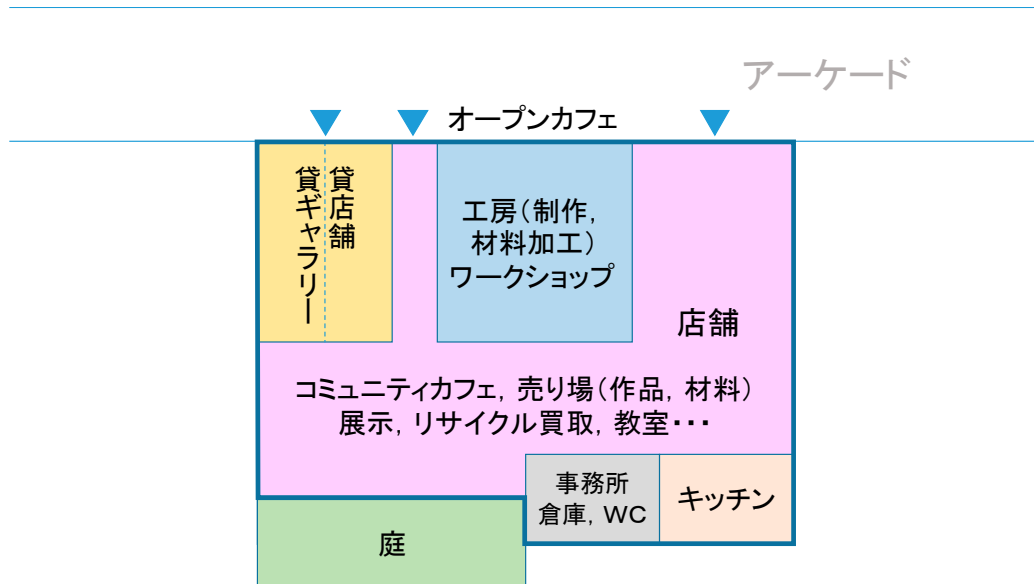 アーケード
オープンカフェ
貸店舗
貸ギャラリー
工房(制作,
材料加工)
ワークショップ
店舗
コミュニティカフェ, 売り場(作品, 材料)
展示, リサイクル買取, 教室・・・
事務所
倉庫, WC
キッチン
庭